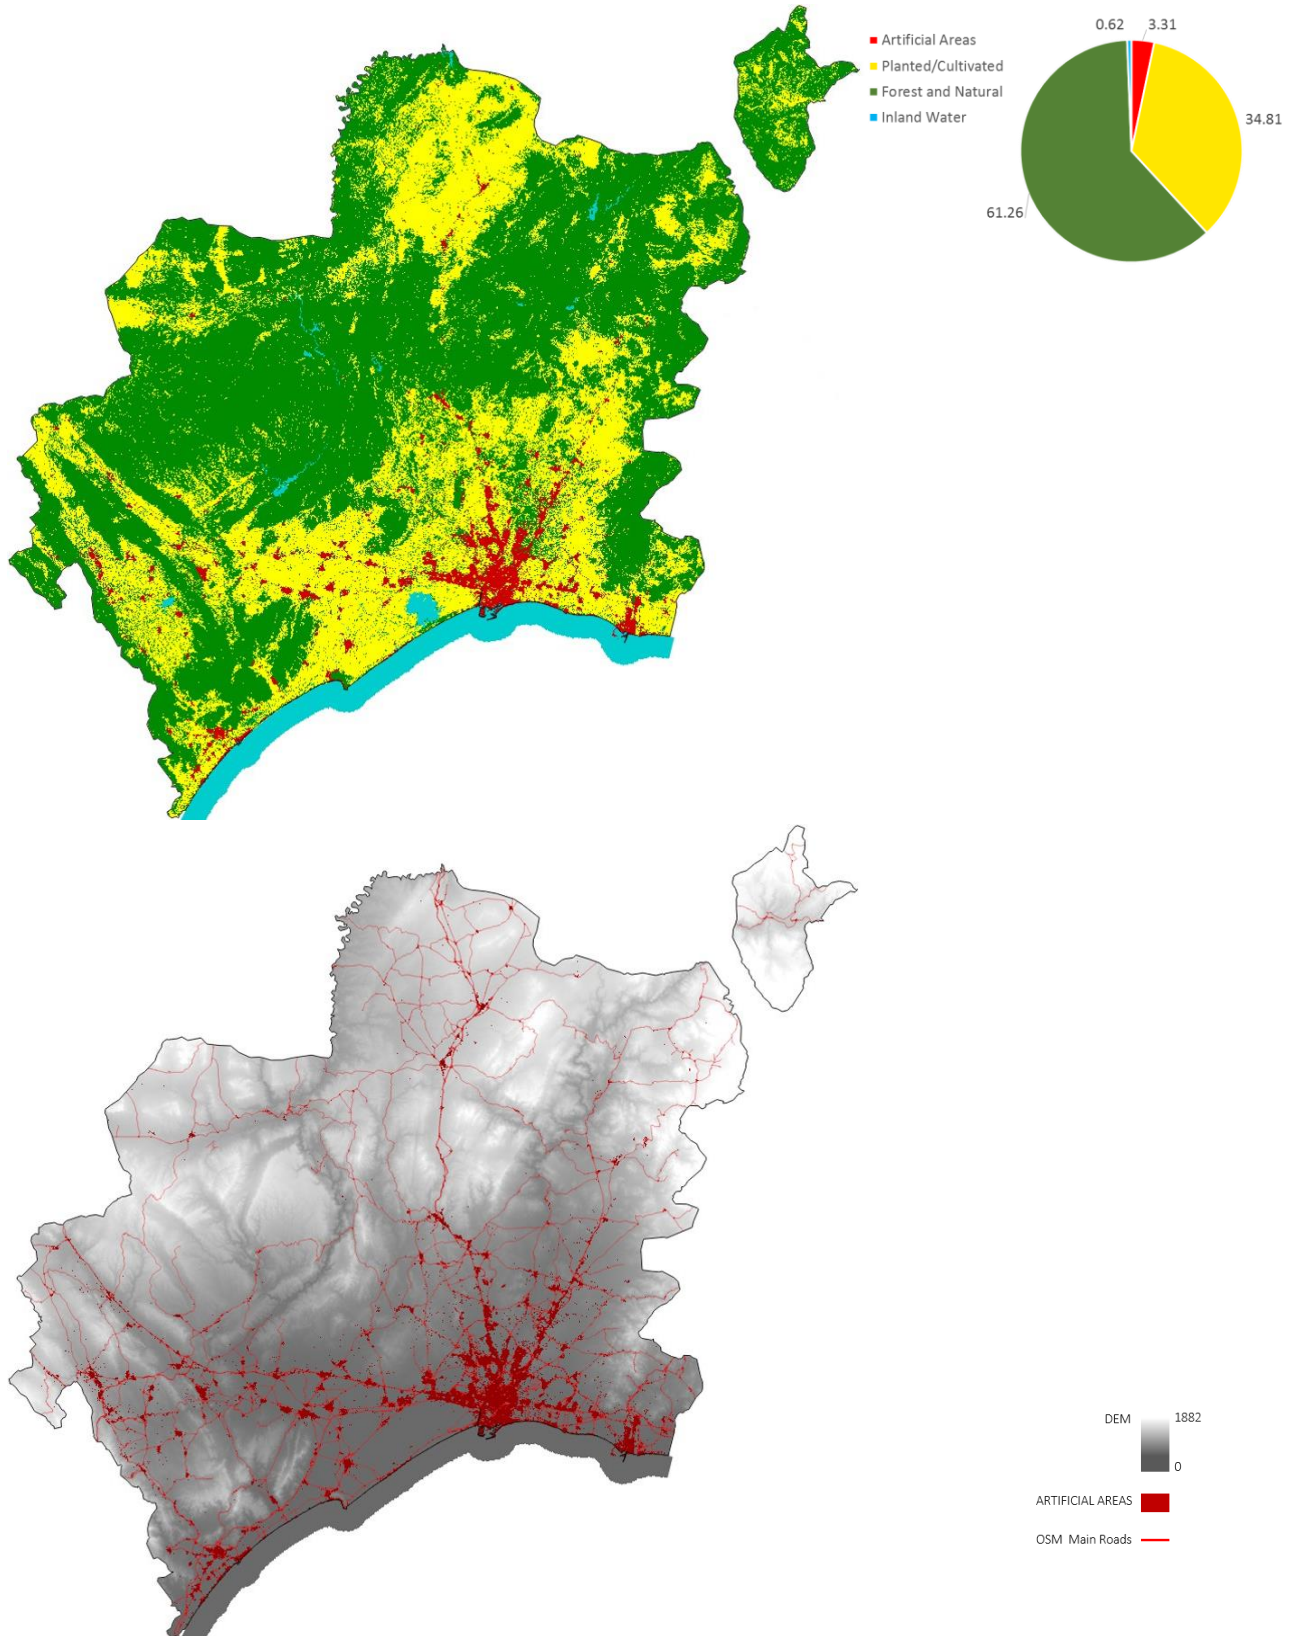 0.62
3.31
Artificial Areas
Planted/Cultivated
Forest and Natural
Inland Water
34.81
61.26
DEM
1882
0
ARTIFICIAL AREAS
OSM Main Roads